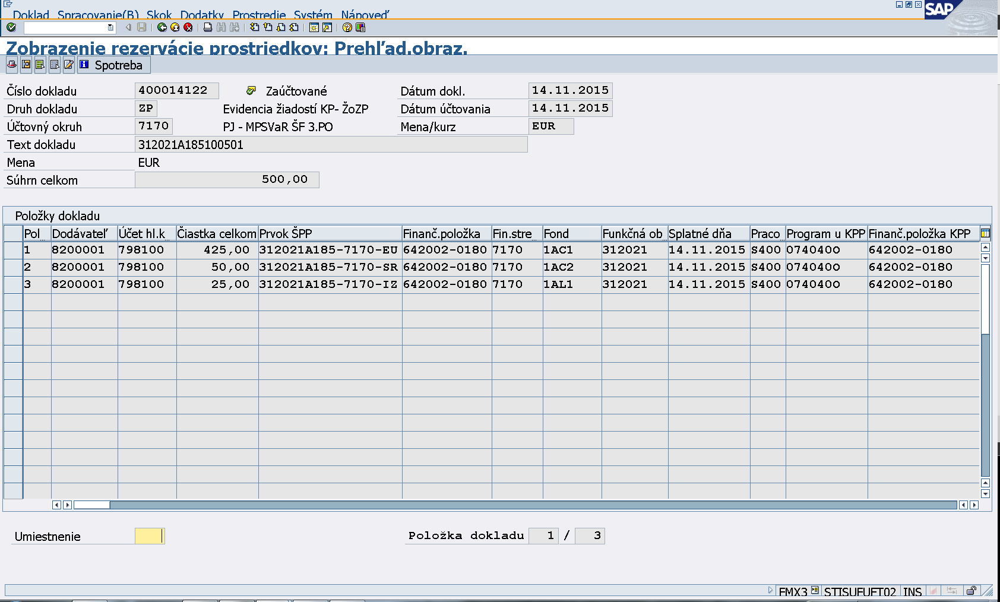 Doklad Spracovanie(B) Skok Dodatky Prostredie Systém Nápoveď
SAP
Zobrazenie rezervácie prostriedkov: Prehľad.obraz.
Spotreba
Číslo dokladu 400014122 Zaúčtované Dátum dokl. 14.11.2015
Druh dokladu ZP Evidencia žiadostí KP- ŽoZP Dátum účtovania 14.11.2015
Účtovný okruh 7170 PJ - MPSVaR ŠF 3.PO Mena/kurz EUR
Text dokladu 312021A185100501
Mena EUR
Súhrn celkom 500,00
Položky dokladu
Pol Dodávateľ Účet hl.k Čiastka celkom Prvok ŠPP Finanč.položka Fin.stre Fond Funkčná ob Splatné dňa Praco Program u KPP Finanč.položka KPP
1 8200001 798100 425,00 312021A185-7170-EU 642002-0180 7170 1AC1 312021 14.11.2015 S400 074040O 642002-0180
2 8200001 798100 50,00 312021A185-7170-SR 642002-0180 7170 1AC2 312021 14.11.2015 S400 074040O 642002-0180
3 8200001 798100 25,00 312021A185-7170-IZ 642002-0180 7170 1AL1 312021 14.11.2015 S400 074040O 642002-0180
Umiestnenie Položka dokladu 1 / 3
FMX3 STISUFUFT02 INS